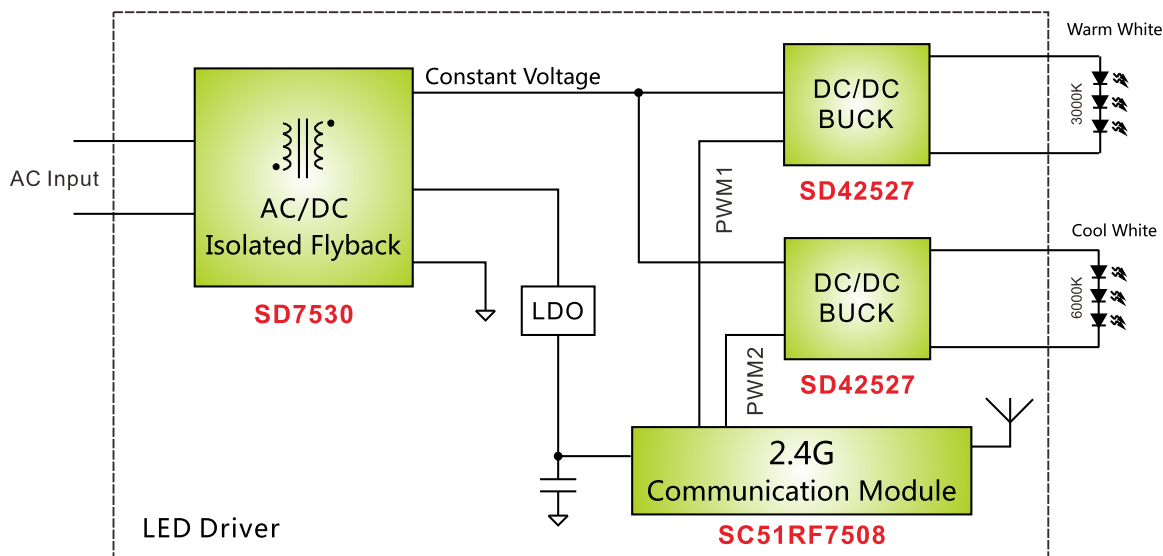 Warm White
Constant Voltage
DC/DC
BUCK
3000K
AC Input
SD42527
PWM1
AC/DC
Isolated Flyback
SD7530
Cool White
DC/DC
BUCK
6000K
LDO
SD42527
PWM2
2.4G
Communication Module
SC51RF7508
LED Driver